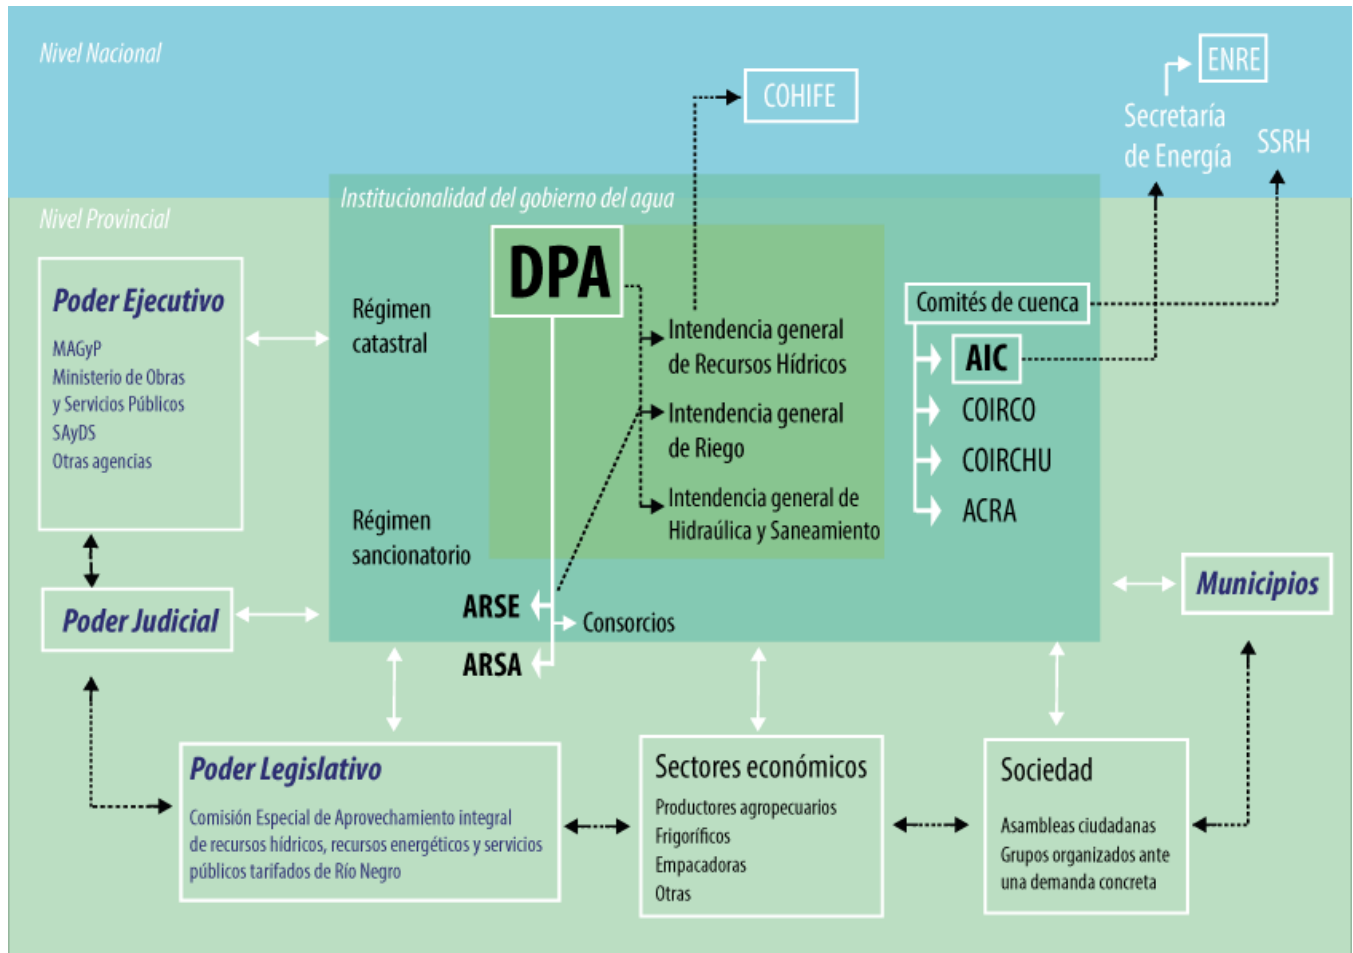 Nivel Nacional
ENRE
COHIFE
Secretaría
de Energía
SSRH
Institucionalidad del gobierno del agua
Nivel Provincial
DPA
Poder Ejecutivo
MAGyP
Ministerio de Obras
y Servicios Públicos
SAyDS
Otras agencias
Régimen
catastral
Intendencia general
de Recursos Hídricos
Intendencia general
de Riego
Intendencia general de
Hidraúlica y Saneamiento
Comités de cuenca
AIC
COIRCO
COIRCHU
ACRA
Régimen
sancionatorio
ARSE
Consorcios
ARSA
Poder Judicial
Municipios
Poder Legislativo
Comisión Especial de Aprovechamiento integral
de recursos hídricos, recursos energéticos y servicios
públicos tarifados de Río Negro
Sectores económicos
Productores agropecuarios
Frigoríficos
Empacadoras
Otras
Sociedad
Asambleas ciudadanas
Grupos organizados ante
una demanda concreta